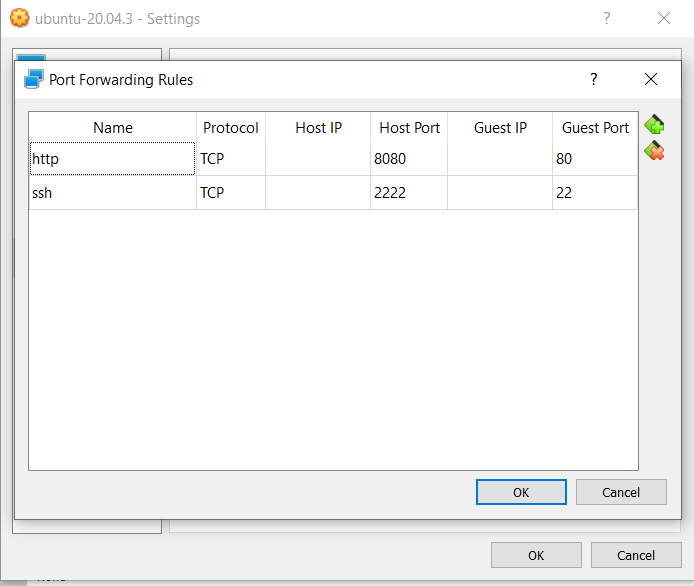 ubuntu-20.04.3 - Settings
?
Port Forwarding Rules
?
Name Protocol Host IP Host Port Guest IP Guest Port
http TCP 8080 80
ssh TCP 2222 22
OK Cancel
OK Cancel